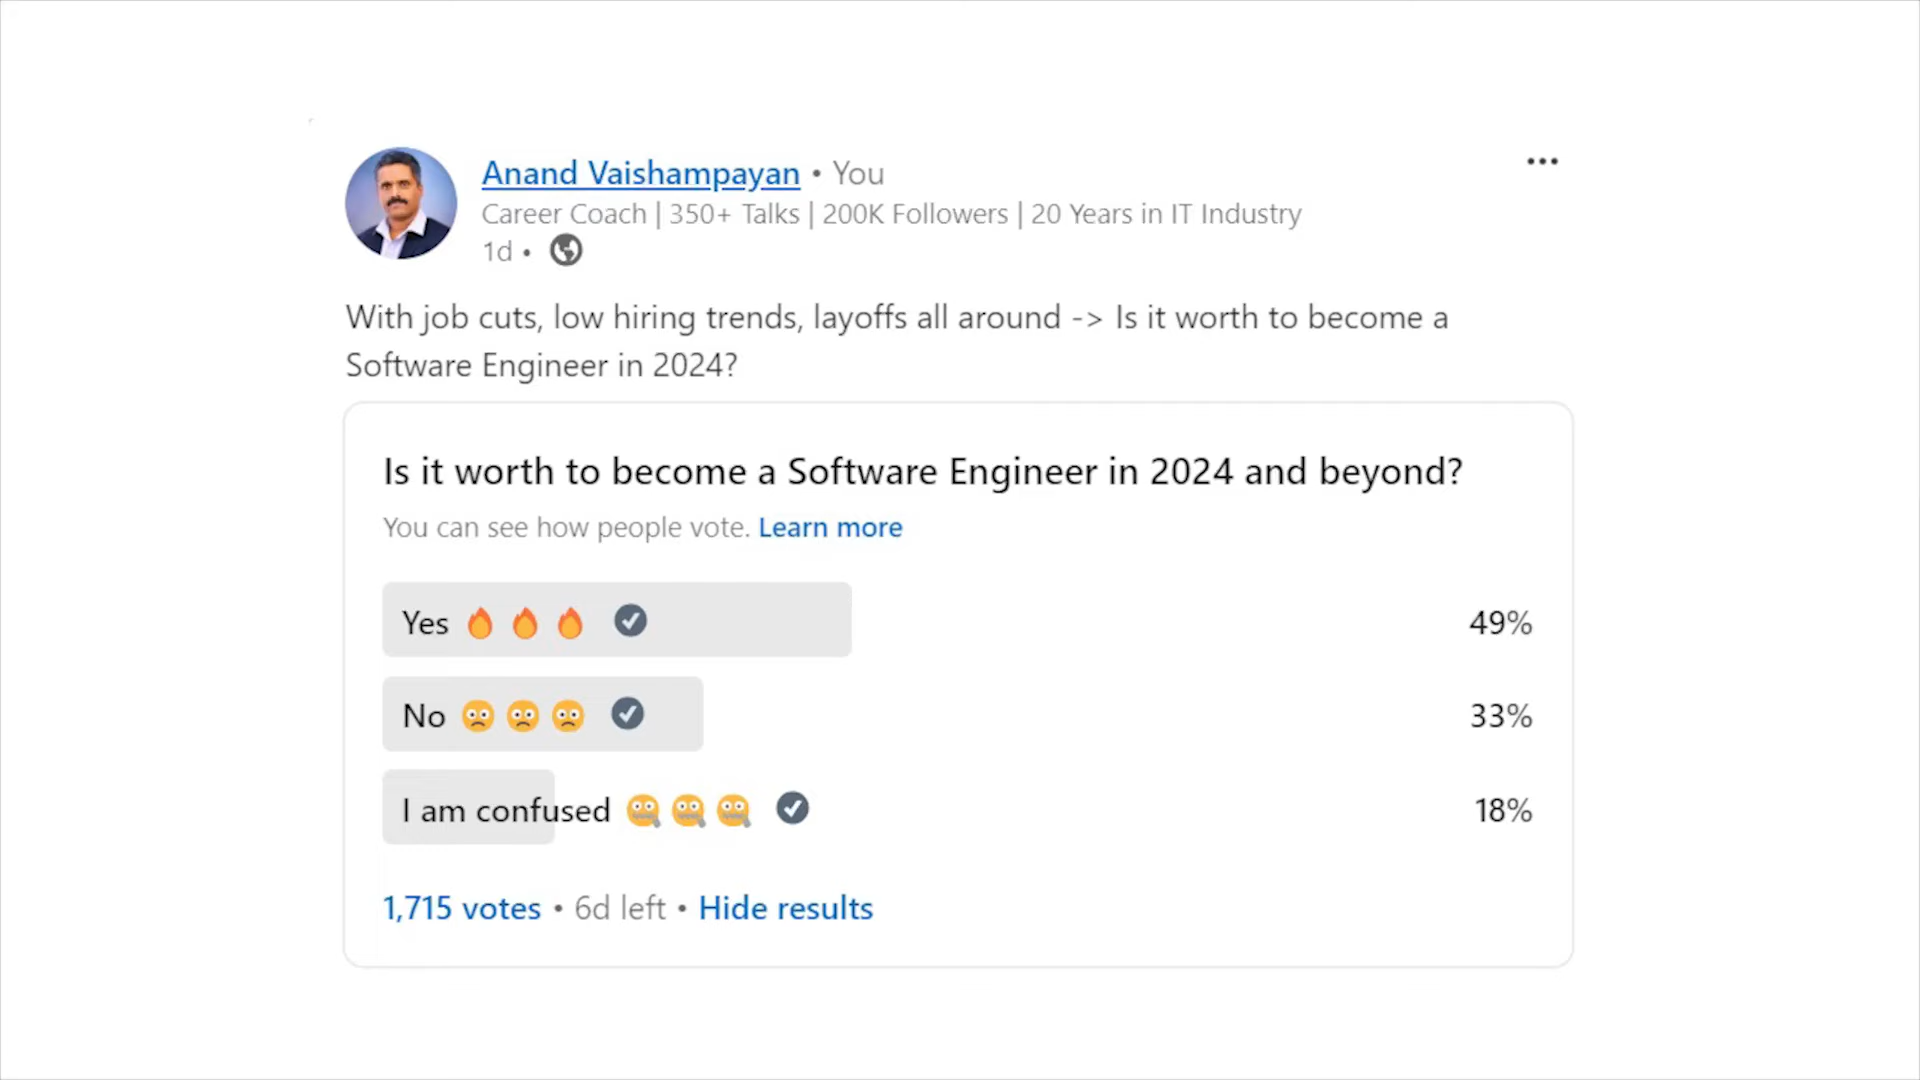 Anand Vaishampayan • You
Career Coach | 350+ Talks | 200K Followers | 20 Years in IT Industry
1d •
With job cuts, low hiring trends, layoffs all around -> Is it worth to become a
Software Engineer in 2024?
Is it worth to become a Software Engineer in 2024 and beyond?
You can see how people vote. Learn more
Yes 🔥 🔥 🔥 49%
No 🙁 🙁 🙁 33%
I am confused 🤐 🤐 🤐 18%
1,715 votes • 6d left • Hide results